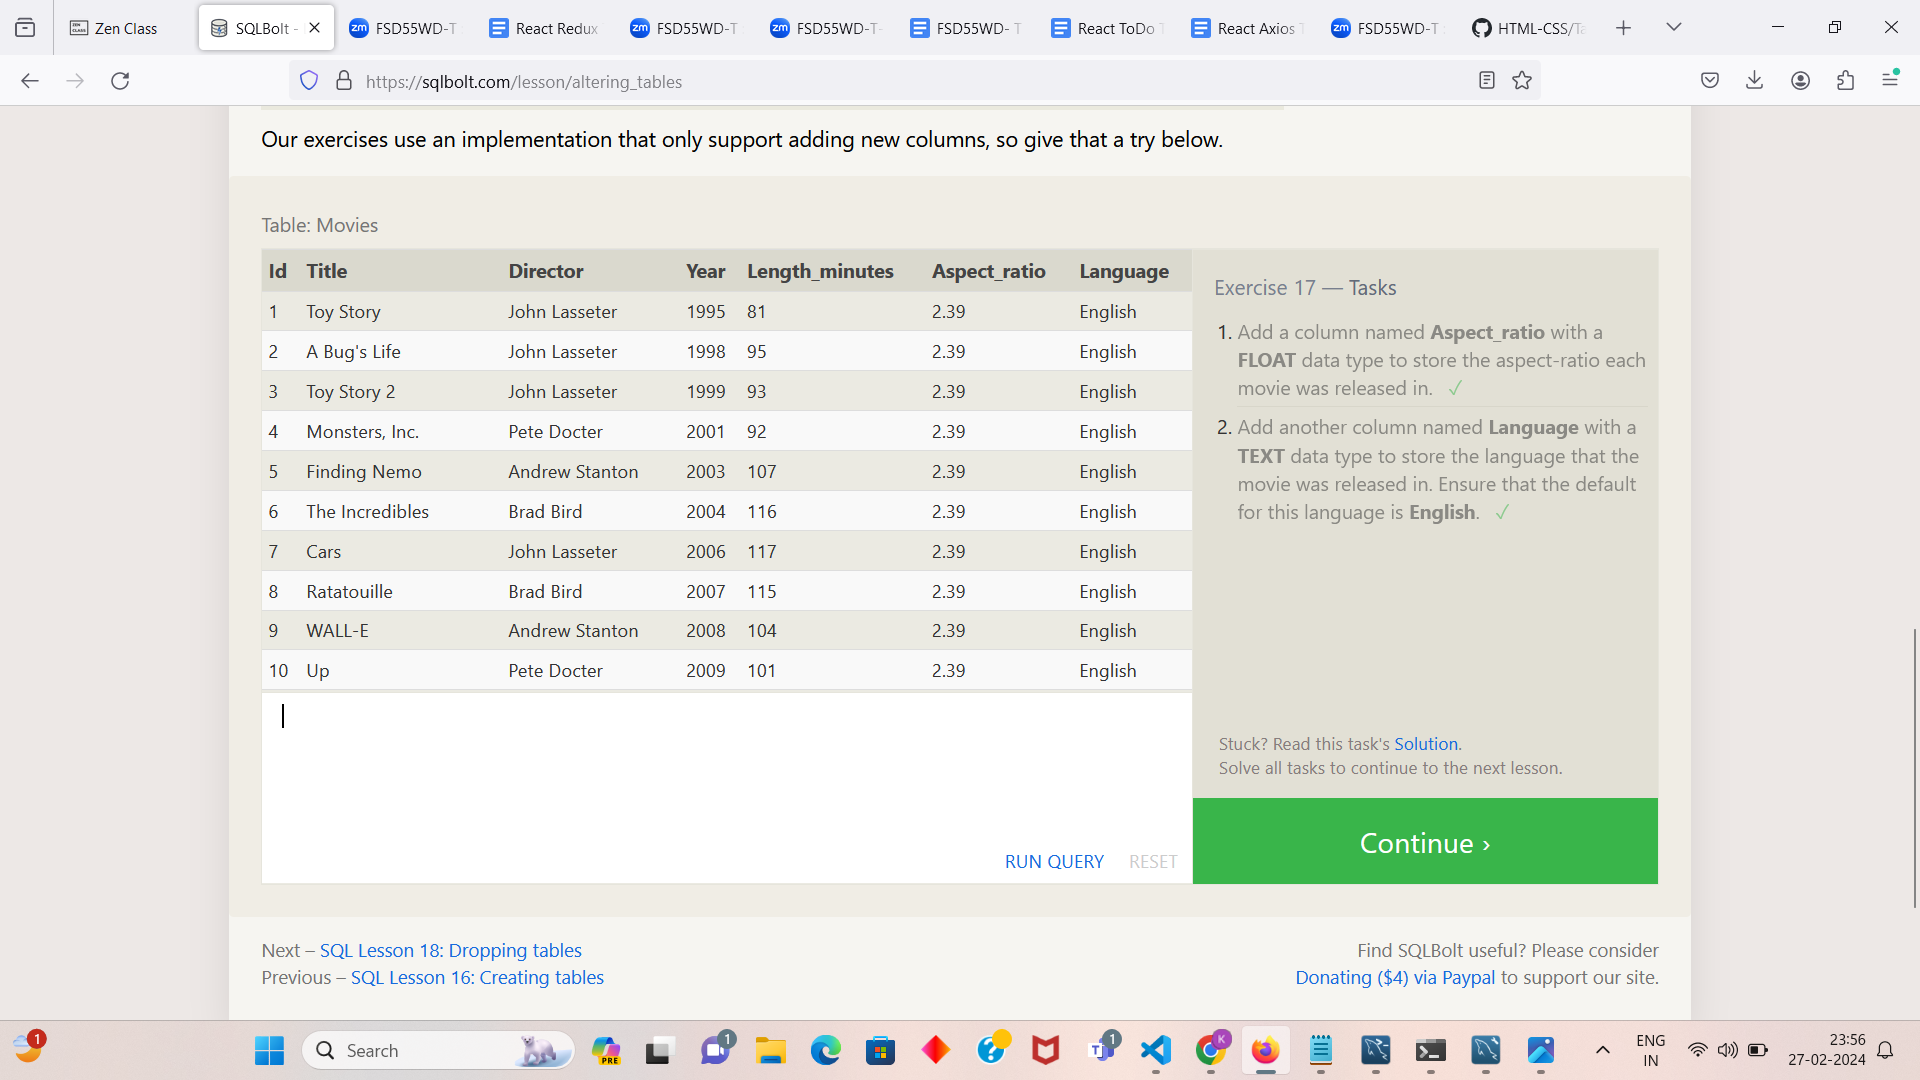 Zen Class
SQLBolt -
FSD55WD-T
React Redux
FSD55WD-T
FSD55WD-T-
FSD55WD- T
React ToDo T
React Axios T
FSD55WD-T
HTML-CSS/Ta
https://sqlbolt.com/lesson/altering_tables
Our exercises use an implementation that only support adding new columns, so give that a try below.
Table: Movies
Id Title Director Year Length_minutes Aspect_ratio Language
1 Toy Story John Lasseter 1995 81 2.39 English
2 A Bug's Life John Lasseter 1998 95 2.39 English
3 Toy Story 2 John Lasseter 1999 93 2.39 English
4 Monsters, Inc. Pete Docter 2001 92 2.39 English
5 Finding Nemo Andrew Stanton 2003 107 2.39 English
6 The Incredibles Brad Bird 2004 116 2.39 English
7 Cars John Lasseter 2006 117 2.39 English
8 Ratatouille Brad Bird 2007 115 2.39 English
9 WALL-E Andrew Stanton 2008 104 2.39 English
10 Up Pete Docter 2009 101 2.39 English
RUN QUERY RESET
Exercise 17 — Tasks
1. Add a column named Aspect_ratio with a
FLOAT data type to store the aspect-ratio each
movie was released in. ✓
2. Add another column named Language with a
TEXT data type to store the language that the
movie was released in. Ensure that the default
for this language is English. ✓
Stuck? Read this task's Solution.
Solve all tasks to continue to the next lesson.
Continue ›
Next – SQL Lesson 18: Dropping tables
Previous – SQL Lesson 16: Creating tables
Find SQLBolt useful? Please consider
Donating ($4) via Paypal to support our site.
1
Search
PRE
1
1
K
ENG
IN
23:56
27-02-2024